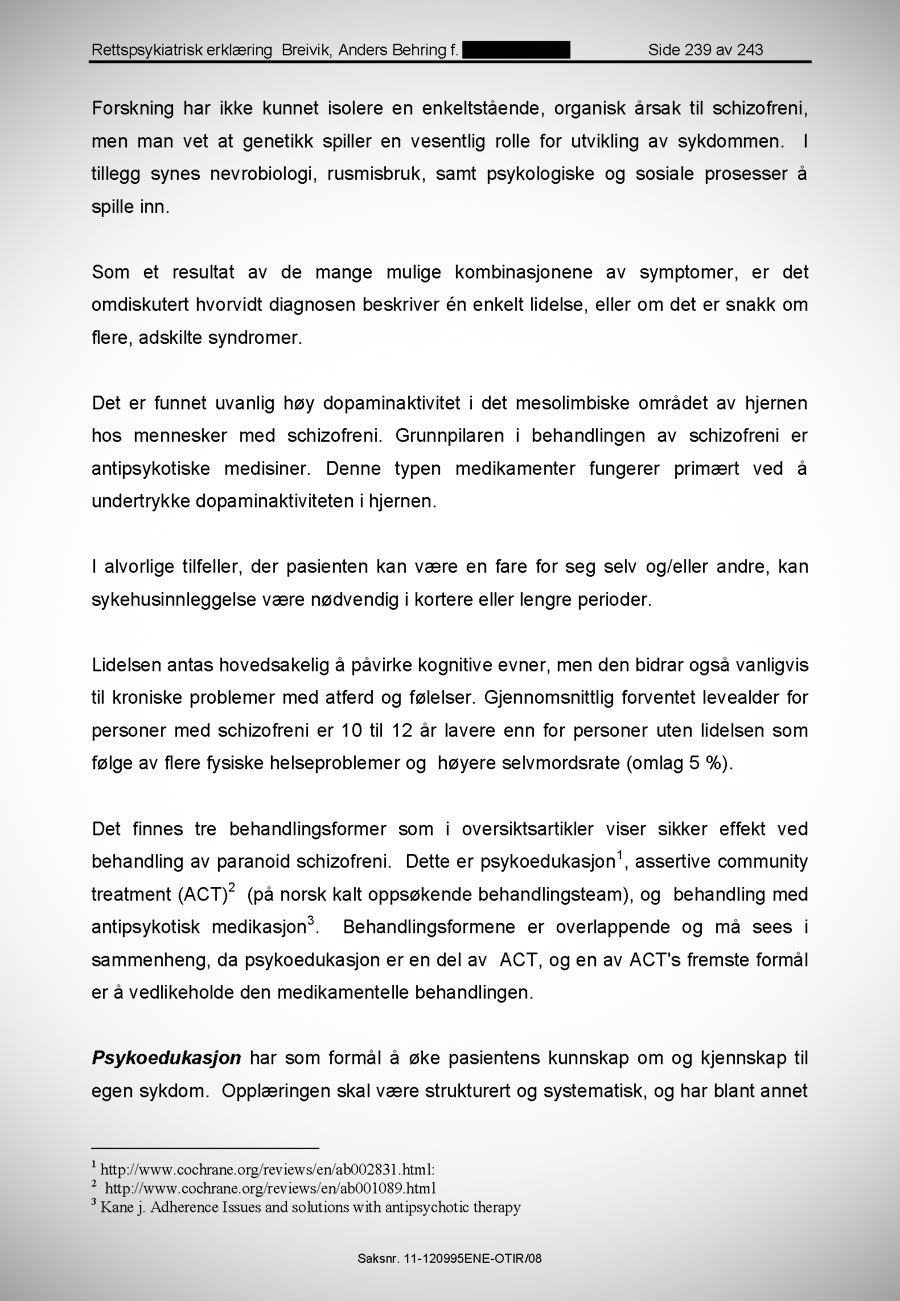 Rettspsykiatrisk erklæring  Breivik, Anders Behring f. Side 239 av 243
Forskning har ikke kunnet isolere en enkeltstående, organisk årsak til schizofreni,
men man vet at genetikk spiller en vesentlig rolle for utvikling av sykdommen.  I
tillegg synes nevrobiologi, rusmisbruk, samt psykologiske og sosiale prosesser å
spille inn.
Som et resultat av de mange mulige kombinasjonene av symptomer, er det
omdiskutert hvorvidt diagnosen beskriver én enkelt lidelse, eller om det er snakk om
flere, adskilte syndromer.
Det er funnet uvanlig høy dopaminaktivitet i det mesolimbiske området av hjernen
hos mennesker med schizofreni. Grunnpilaren i behandlingen av schizofreni er
antipsykotiske medisiner. Denne typen medikamenter fungerer primært ved å
undertrykke dopaminaktiviteten i hjernen.
I alvorlige tilfeller, der pasienten kan være en fare for seg selv og/eller andre, kan
sykehusinnleggelse være nødvendig i kortere eller lengre perioder.
Lidelsen antas hovedsakelig å påvirke kognitive evner, men den bidrar også vanligvis
til kroniske problemer med atferd og følelser. Gjennomsnittlig forventet levealder for
personer med schizofreni er 10 til 12 år lavere enn for personer uten lidelsen som
følge av flere fysiske helseproblemer og  høyere selvmordsrate (omlag 5 %).
Det finnes tre behandlingsformer som i oversiktsartikler viser sikker effekt ved
behandling av paranoid schizofreni.  Dette er psykoedukasjon¹, assertive community
treatment (ACT)²  (på norsk kalt oppsøkende behandlingsteam), og  behandling med
antipsykotisk medikasjon³.  Behandlingsformene er overlappende og må sees i
sammenheng, da psykoedukasjon er en del av  ACT, og en av ACT's fremste formål
er å vedlikeholde den medikamentelle behandlingen.
Psykoedukasjon har som formål å øke pasientens kunnskap om og kjennskap til
egen sykdom.  Opplæringen skal være strukturert og systematisk, og har blant annet
¹ http://www.cochrane.org/reviews/en/ab002831.html:
²  http://www.cochrane.org/reviews/en/ab001089.html
³ Kane j. Adherence Issues and solutions with antipsychotic therapy
Saksnr. 11-120995ENE-OTIR/08